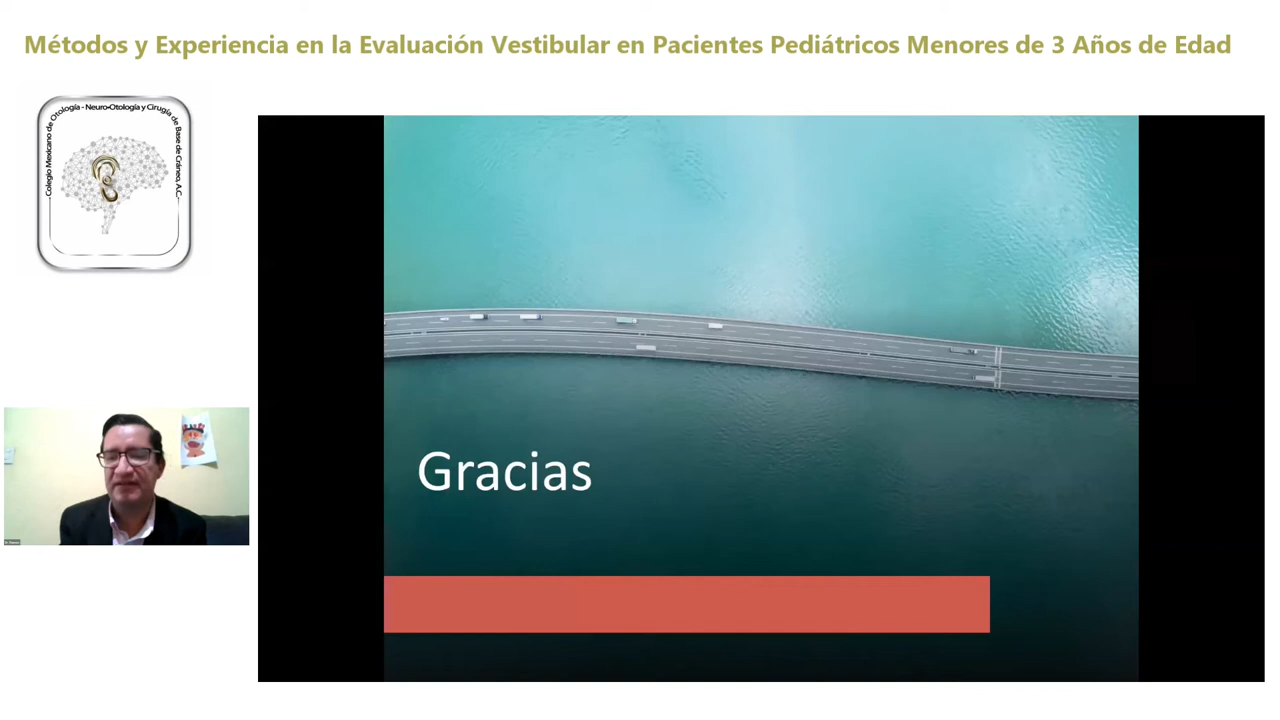 Métodos y Experiencia en la Evaluación Vestibular en Pacientes Pediátricos Menores de 3 Años de Edad
Colegio Mexicano de Otología - Neuro-Otología y Cirugía de Base de Cráneo, A.C.
Gracias